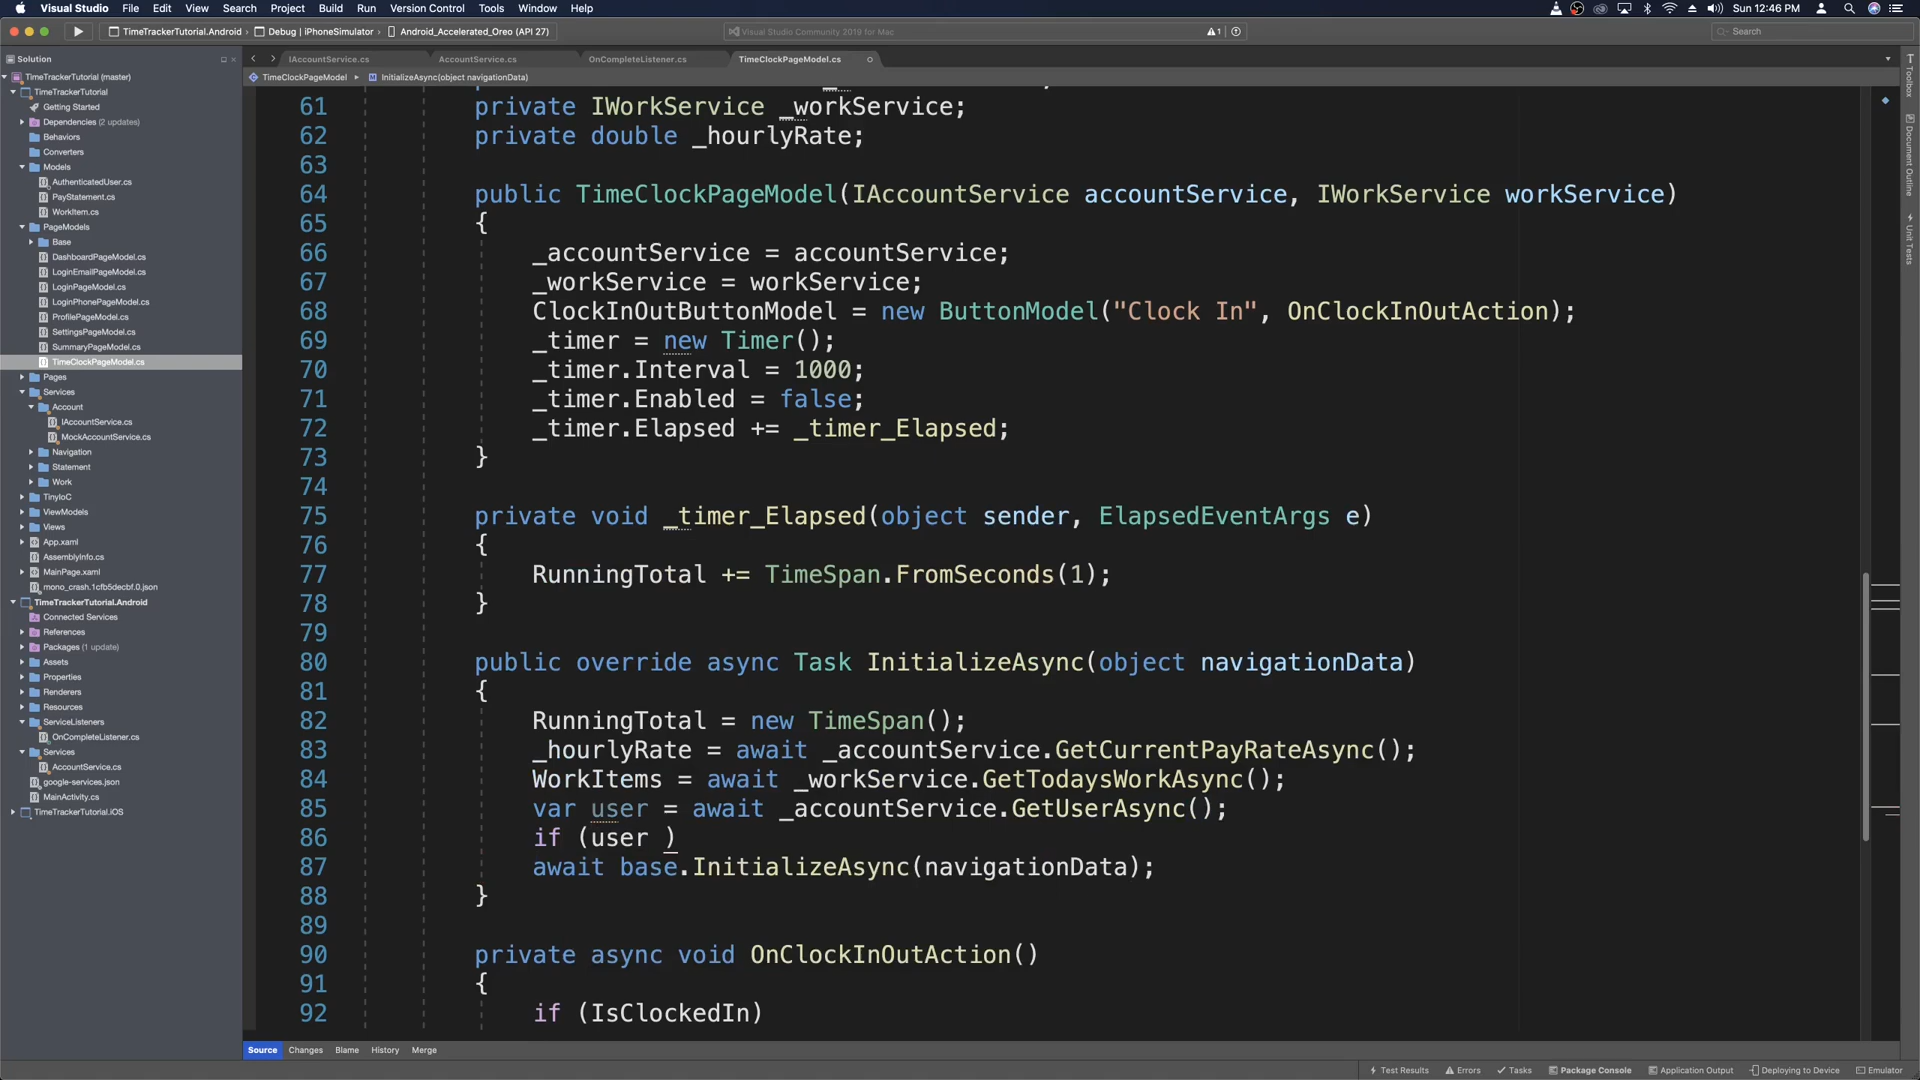 Visual Studio File Edit View Search Project Build Run Version Control Tools Window Help Sun 12:46 PM
TimeTrackerTutorial.Android Debug | iPhoneSimulator Android_Accelerated_Oreo (API 27) Visual Studio Community 2019 for Mac 1 Search
Solution
TimeTrackerTutorial (master)
TimeTrackerTutorial
Getting Started
Dependencies (2 updates)
Behaviors
Converters
Models
AuthenticatedUser.cs
PayStatement.cs
WorkItem.cs
PageModels
Base
DashboardPageModel.cs
LoginEmailPageModel.cs
LoginPageModel.cs
LoginPhonePageModel.cs
ProfilePageModel.cs
SettingsPageModel.cs
SummaryPageModel.cs
TimeClockPageModel.cs
Pages
Services
Account
IAccountService.cs
MockAccountService.cs
Navigation
Statement
Work
TinyIoC
ViewModels
Views
App.xaml
AssemblyInfo.cs
MainPage.xaml
mono_crash.1cfb5decbf.0.json
TimeTrackerTutorial.Android
Connected Services
References
Packages (1 update)
Assets
Properties
Renderers
Resources
ServiceListeners
OnCompleteListener.cs
Services
AccountService.cs
google-services.json
MainActivity.cs
TimeTrackerTutorial.iOS
IAccountService.cs AccountService.cs OnCompleteListener.cs TimeClockPageModel.cs
TimeClockPageModel InitializeAsync(object navigationData)
61 private IWorkService _workService;
62 private double _hourlyRate;
63
64 public TimeClockPageModel(IAccountService accountService, IWorkService workService)
65 {
66 _accountService = accountService;
67 _workService = workService;
68 ClockInOutButtonModel = new ButtonModel("Clock In", OnClockInOutAction);
69 _timer = new Timer();
70 _timer.Interval = 1000;
71 _timer.Enabled = false;
72 _timer.Elapsed += _timer_Elapsed;
73 }
74
75 private void _timer_Elapsed(object sender, ElapsedEventArgs e)
76 {
77 RunningTotal += TimeSpan.FromSeconds(1);
78 }
79
80 public override async Task InitializeAsync(object navigationData)
81 {
82 RunningTotal = new TimeSpan();
83 _hourlyRate = await _accountService.GetCurrentPayRateAsync();
84 WorkItems = await _workService.GetTodaysWorkAsync();
85 var user = await _accountService.GetUserAsync();
86 if (user )
87 await base.InitializeAsync(navigationData);
88 }
89
90 private async void OnClockInOutAction()
91 {
92 if (IsClockedIn)
Toolbox
Document Outline
Unit Tests
Source Changes Blame History Merge
Test Results Errors Tasks Package Console Application Output Deploying to Device Emulator